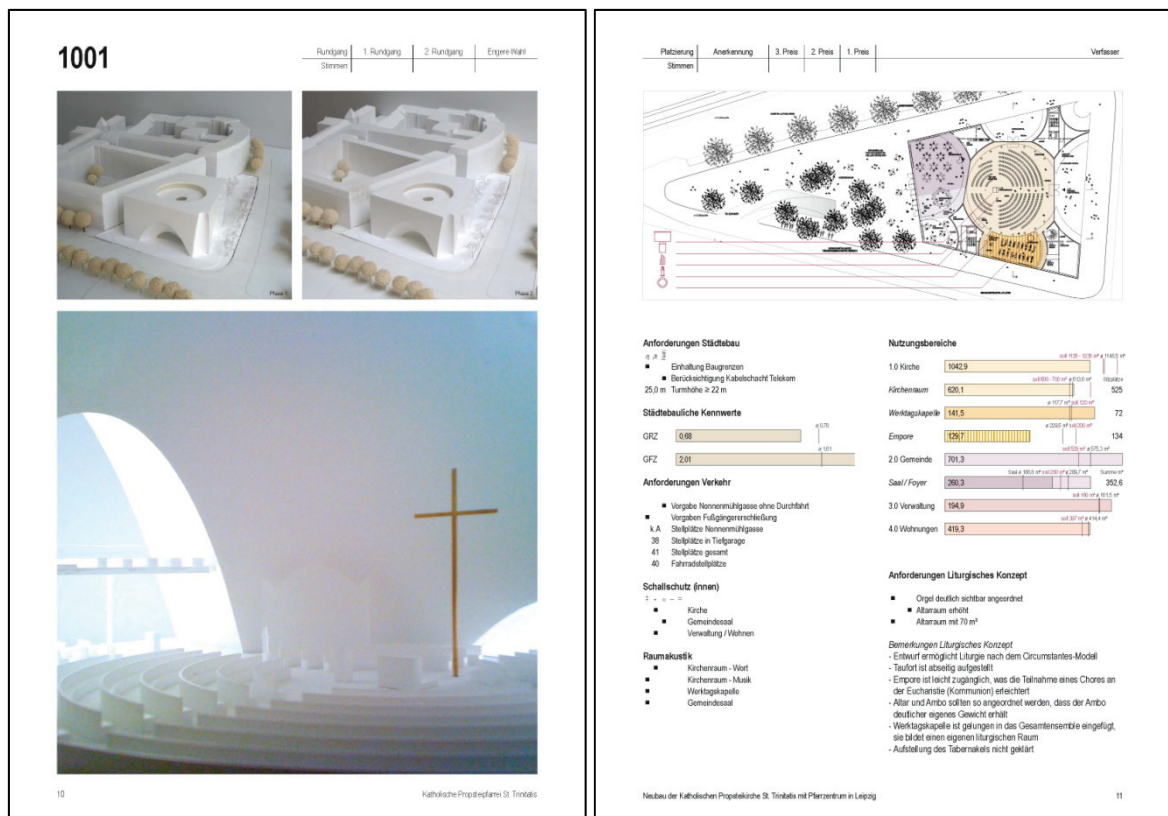 1001
Rundgang 1. Rundgang 2. Rundgang Engere Wahl
Stimmen
Phase 1
Phase 2
10 Katholische Propsteipfarrei St. Trinitatis
Platzierung Anerkennung 3. Preis 2. Preis 1. Preis Verfasser
Stimmen
Anforderungen Städtebau
ja
nein
Einhaltung Baugrenzen
Berücksichtigung Kabelschacht Telekom
25,0 m Turmhöhe ≥ 22 m
Städtebauliche Kennwerte
GRZ 0.68
GFZ 2.01
Anforderungen Verkehr
Vorgabe Nonnenmühlgasse ohne Durchfahrt
Vorgaben Fußgängererschließung
k.A Stellplätze Nonnenmühlgasse
38 Stellplätze in Tiefgarage
41 Stellplätze gesamt
40 Fahrradstellplätze
Schallschutz (innen)
Kirche
Gemeindesaal
Verwaltung / Wohnen
Raumakustik
Kirchenraum - Wort
Kirchenraum - Musik
Werktagskapelle
Gemeindesaal
Nutzungsbereiche
1.0 Kirche 1042,9
Sitzplätze
Kirchenraum 620,1 525
Werktagskapelle 141,5 72
Empore 129,7 134
2.0 Gemeinde 701,3
Summe m²
Saal / Foyer 260,3 352,6
3.0 Verwaltung 194,9
4.0 Wohnungen 419,3
Anforderungen Liturgisches Konzept
Orgel deutlich sichtbar angeordnet
Altarraum erhöht
Altarraum mit 70 m²
Bemerkungen Liturgisches Konzept
- Entwurf ermöglicht Liturgie nach dem Circumstantes-Modell
- Taufort ist abseitig aufgestellt
- Empore ist leicht zugänglich, was die Teilnahme eines Chores an
der Eucharistie (Kommunion) erleichtert
- Altar und Ambo sollten so angeordnet werden, dass der Ambo
deutlicher eigenes Gewicht erhält
- Werktagskapelle ist gelungen in das Gesamtensemble eingefügt,
sie bildet einen eigenen liturgischen Raum
- Aufstellung des Tabernakels nicht geklärt
Neubau der Katholischen Propsteikirche St. Trinitatis mit Pfarrzentrum in Leipzig 11